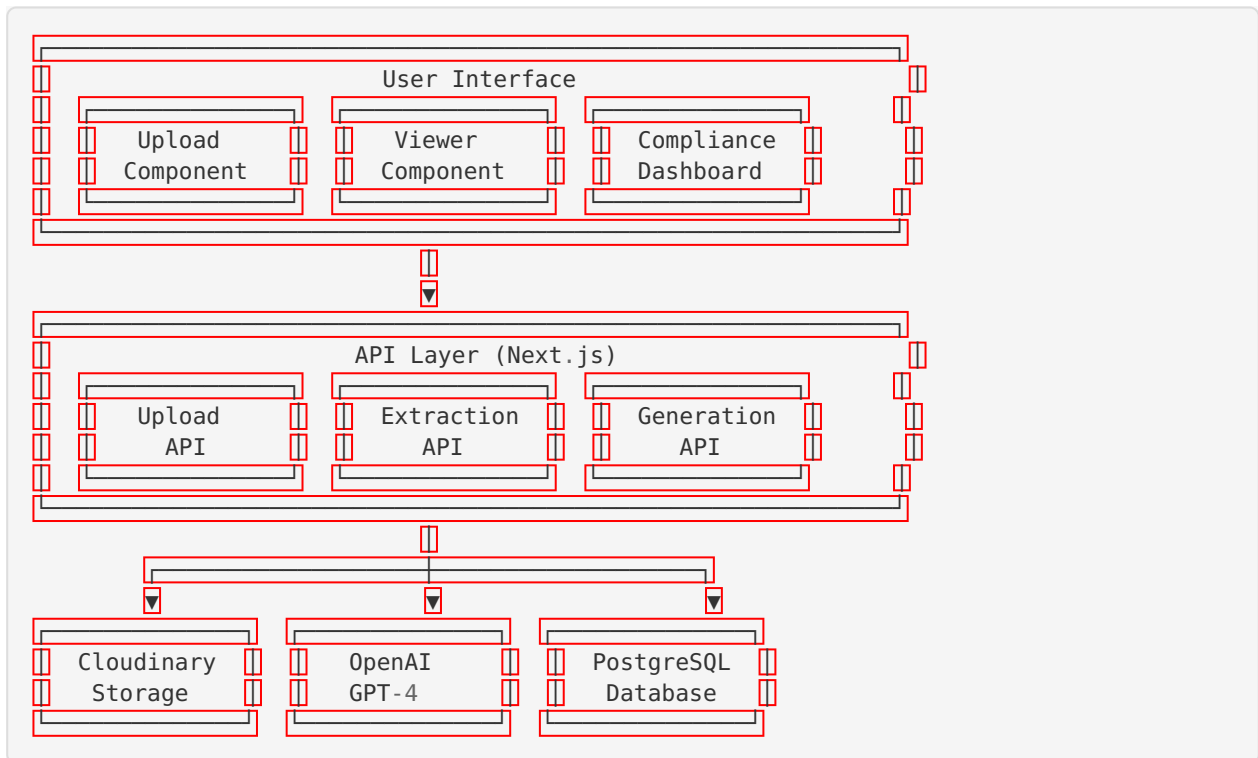 User Interface
Upload Viewer Compliance
Component Component Dashboard
API Layer (Next.js)
Upload Extraction Generation
API API API
Cloudinary OpenAI PostgreSQL
Storage GPT-4 Database